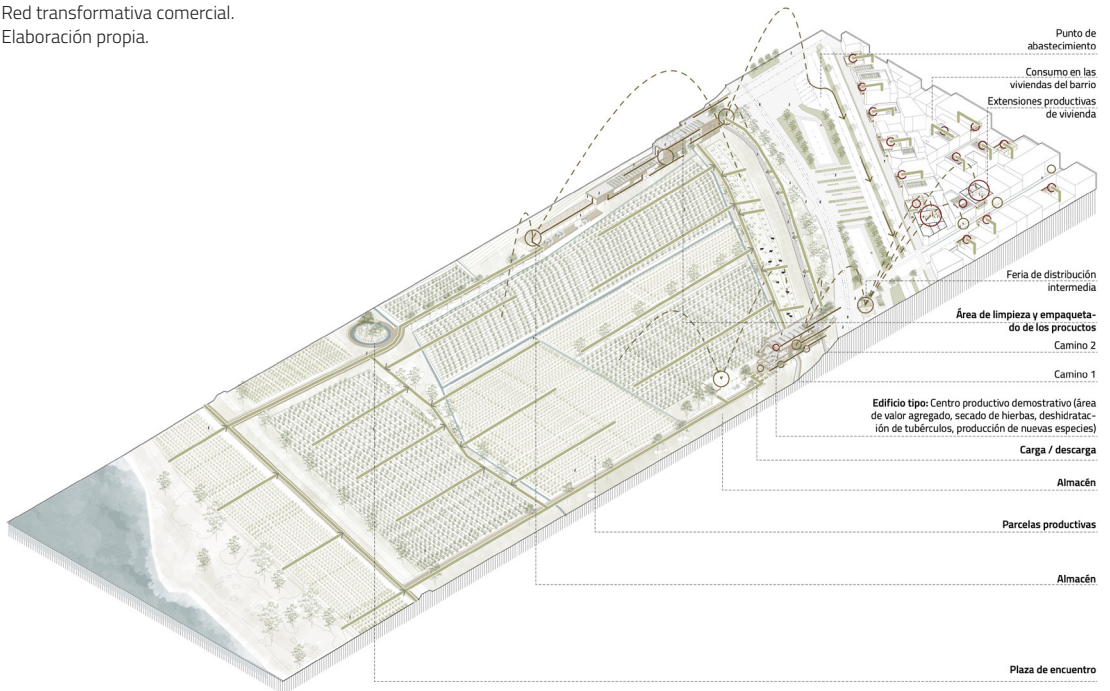 Red transformativa comercial.
Elaboración propia.
Punto de
abastecimiento
Consumo en las
viviendas del barrio
Extensiones productivas
de vivienda
Feria de distribución
intermedia
Área de limpieza y empaqueta-
do de los procuctos
Camino 2
Camino 1
Edificio tipo: Centro productivo demostrativo (área
de valor agregado, secado de hierbas, deshidratac-
ión de tubérculos, producción de nuevas especies)
Carga / descarga
Almacén
Parcelas productivas
Almacén
Plaza de encuentro